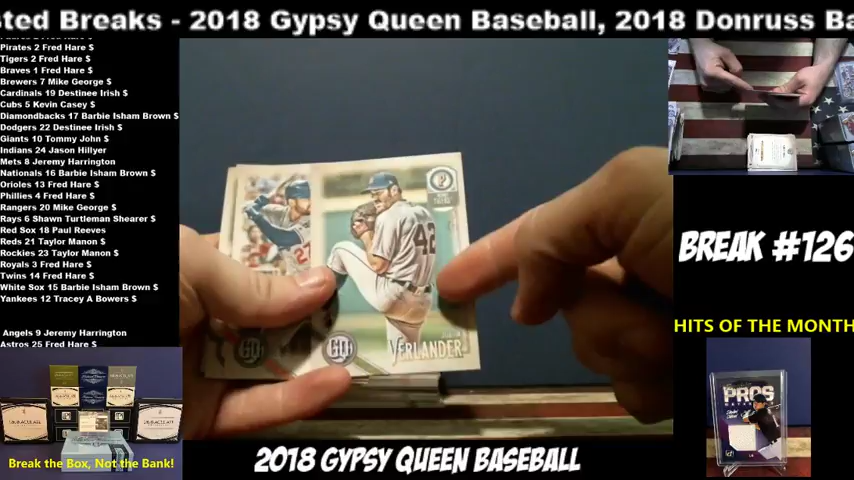 sted Breaks - 2018 Gypsy Queen Baseball, 2018 Donruss Ba
Pirates 2 Fred Hare $
Tigers 2 Fred Hare $
Braves 1 Fred Hare $
Brewers 7 Mike George $
Cardinals 19 Destinee Irish $
Cubs 5 Kevin Casey $
Diamondbacks 17 Barbie Isham Brown $
Dodgers 22 Destinee Irish $
Giants 10 Tommy John $
Indians 24 Jason Hillyer
Mets 8 Jeremy Harrington
Nationals 16 Barbie Isham Brown $
Orioles 13 Fred Hare $
Phillies 4 Fred Hare $
Rangers 20 Mike George $
Rays 6 Shawn Turtleman Shearer $
Red Sox 18 Paul Reeves
Reds 21 Taylor Manon $
Rockies 23 Taylor Manon $
Royals 3 Fred Hare $
Twins 14 Fred Hare $
White Sox 15 Barbie Isham Brown $
Yankees 12 Tracey A Bowers $
Angels 9 Jeremy Harrington
Astros 25 Fred Hare $
Break the Box, Not the Bank!
42
GQ
GQ
VERLANDER
2018 GYPSY QUEEN BASEBALL
BREAK #126
HITS OF THE MONTH
PROS